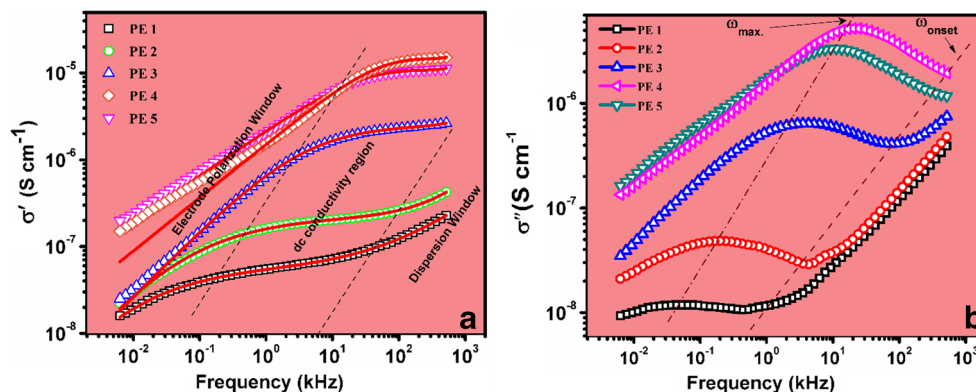 a
PE 1
PE 2
PE 3
PE 4
PE 5
Electrode Polarization Window
dc conductivity region
Dispersion Window
σ′ (S cm⁻¹)
10⁻⁵
10⁻⁶
10⁻⁷
10⁻⁸
10⁻² 10⁻¹ 10⁰ 10¹ 10² 10³
Frequency (kHz)
b
PE 1
PE 2
PE 3
PE 4
PE 5
ωmax.
ωonset
σ″(S cm⁻¹)
10⁻⁶
10⁻⁷
10⁻⁸
10⁻² 10⁻¹ 10⁰ 10¹ 10² 10³
Frequency (kHz)